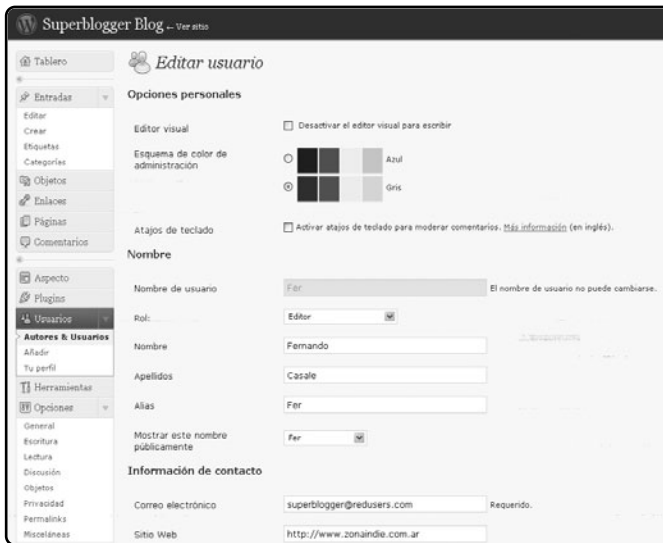 Superblogger Blog ← Ver sitio
Tablero
Entradas
Editar
Crear
Etiquetas
Categorías
Objetos
Enlaces
Páginas
Comentarios
Aspecto
Plugins
Usuarios
Autores & Usuarios
Añadir
Tu perfil
Herramientas
Opciones
General
Escritura
Lectura
Discusión
Objetos
Privacidad
Permalinks
Misceláneas
Editar usuario
Opciones personales
Editor visual
Desactivar el editor visual para escribir
Esquema de color de administración
Azul
Gris
Atajos de teclado
Activar atajos de teclado para moderar comentarios. Más información (en inglés).
Nombre
Nombre de usuario
Fer
El nombre de usuario no puede cambiarse.
Rol:
Editor
Nombre
Fernando
Apellidos
Casale
Alias
Fer
Mostrar este nombre públicamente
Fer
Información de contacto
Correo electrónico
superblogger@redusers.com
Requerido.
Sitio Web
http://www.zonaindie.com.ar